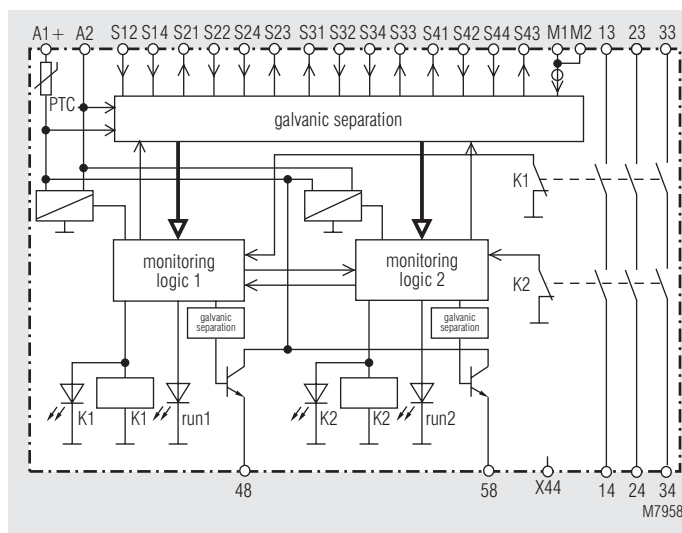 A1+ A2 S12 S14 S21 S22 S24 S23 S31 S32 S34 S33 S41 S42 S44 S43 M1 M2 13 23 33
PTC
galvanic separation
K1
monitoring
logic 1
monitoring
logic 2
K2
galvanic
separation
galvanic
separation
K1 K1 run1 K2 K2 run2
48 58 X44 14 24 34
M7958